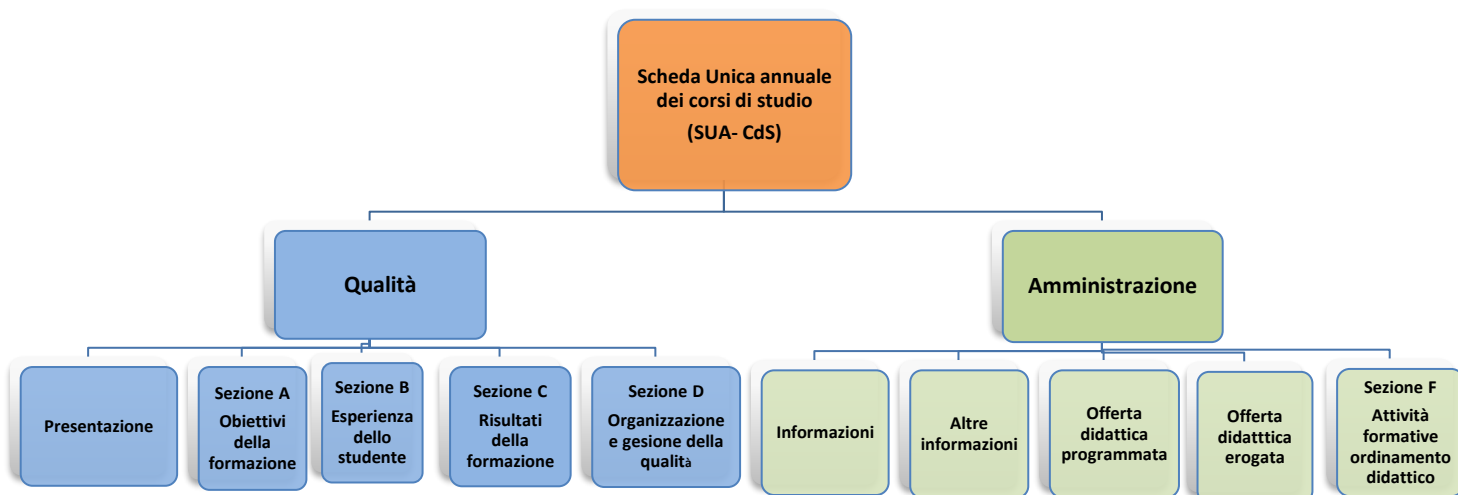 Scheda Unica annuale
dei corsi di studio
(SUA- CdS)
Qualità
Amministrazione
Presentazione
Sezione A
Obiettivi
della
formazione
Sezione B
Esperienza
dello
studente
Sezione C
Risultati
della
formazione
Sezione D
Organizzazione
e gesione della
qualità
Informazioni
Altre
informazioni
Offerta
didattica
programmata
Offerta
didatttica
erogata
Sezione F
Attività
formative
ordinamento
didattico